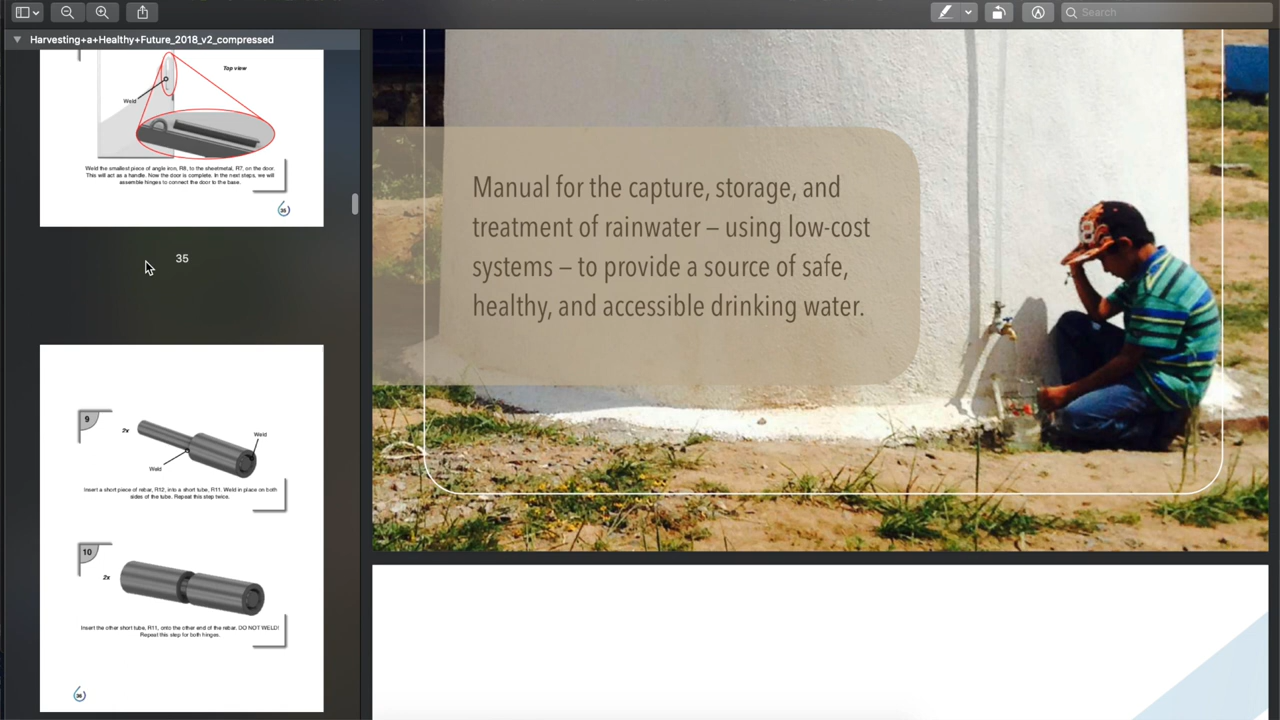 Search
Harvesting+a+Healthy+Future_2018_v2_compressed
Top view
Weld
Weld the smallest piece of angle iron, R8, to the sheetmetal, R7, on the door.
This will act as a handle. Now the door is complete. In the next steps, we will
assemble hinges to connect the door to the base.
35
35
9
2x
Weld
Weld
Insert a short piece of rebar, R12, into a short tube, R11. Weld in place on both
sides of the tube. Repeat this step twice.
10
2x
Insert the other short tube, R11, onto the other end of the rebar. DO NOT WELD!
Repeat this step for both hinges.
36
Manual for the capture, storage, and
treatment of rainwater – using low-cost
systems – to provide a source of safe,
healthy, and accessible drinking water.